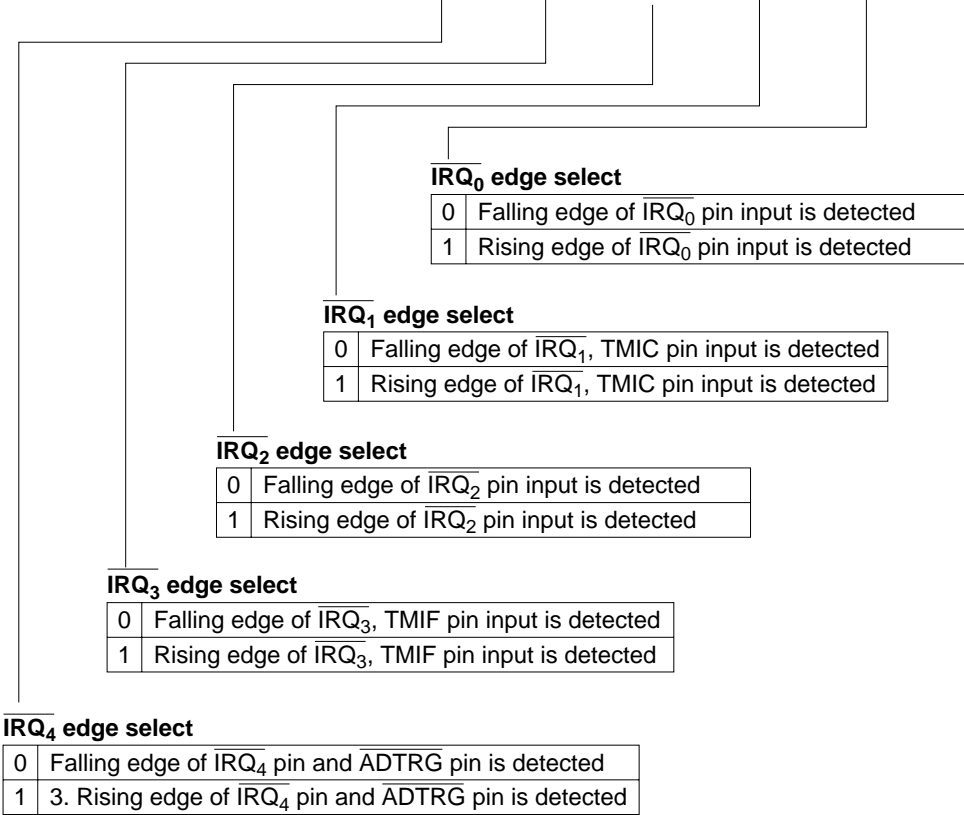 IRQ0 edge select
0 Falling edge of IRQ0 pin input is detected
1 Rising edge of IRQ0 pin input is detected
IRQ1 edge select
0 Falling edge of IRQ1, TMIC pin input is detected
1 Rising edge of IRQ1, TMIC pin input is detected
IRQ2 edge select
0 Falling edge of IRQ2 pin input is detected
1 Rising edge of IRQ2 pin input is detected
IRQ3 edge select
0 Falling edge of IRQ3, TMIF pin input is detected
1 Rising edge of IRQ3, TMIF pin input is detected
IRQ4 edge select
0 Falling edge of IRQ4 pin and ADTRG pin is detected
1 3. Rising edge of IRQ4 pin and ADTRG pin is detected